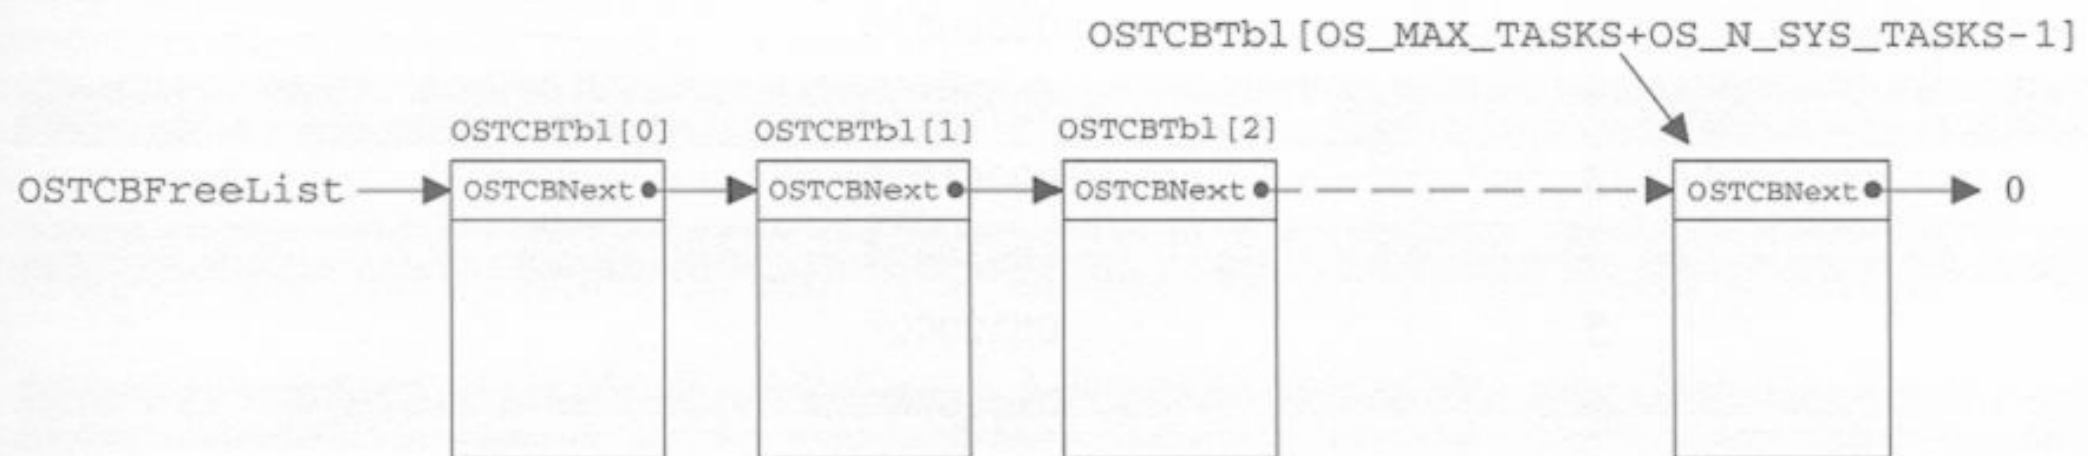 OSTCBTbl[OS_MAX_TASKS+OS_N_SYS_TASKS-1]
OSTCBTbl[0] OSTCBTbl[1] OSTCBTbl[2]
OSTCBFreeList OSTCBNext OSTCBNext OSTCBNext OSTCBNext 0